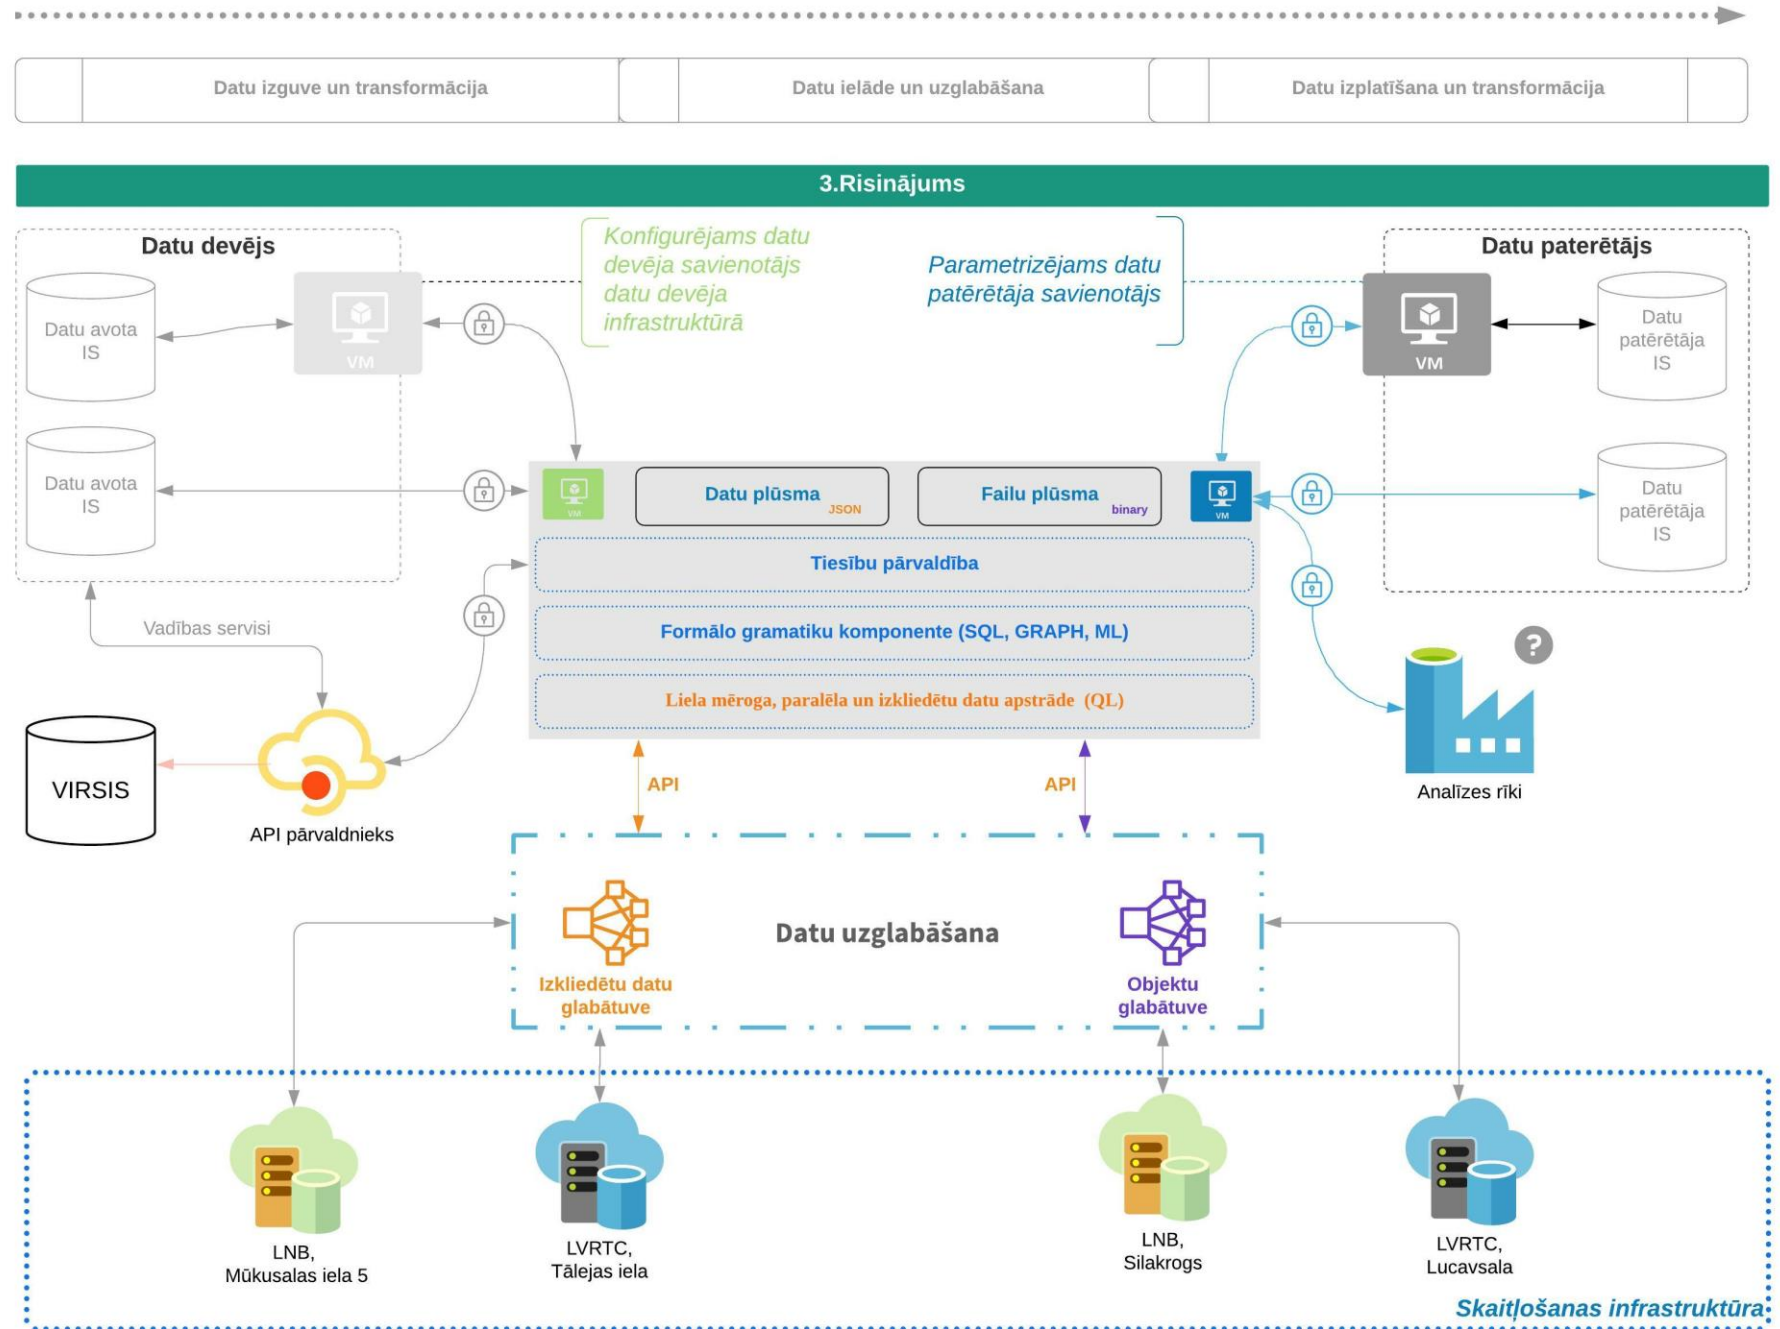 Datu izguve un transformācija
Datu ielāde un uzglabāšana
Datu izplatīšana un transformācija
3.Risinājums
Datu devējs
Datu avota
IS
VM
Datu avota
IS
Konfigurējams datu
devēja savienotājs
datu devēja
infrastruktūrā
Parametrizējams datu
patērētāja savienotājs
Datu paterētājs
VM
Datu
patērētāja
IS
Datu
patērētāja
IS
VM
Datu plūsma
JSON
Failu plūsma
binary
VM
Tiesību pārvaldība
Formālo gramatiku komponente (SQL, GRAPH, ML)
Liela mēroga, paralēla un izkliedētu datu apstrāde (QL)
Vadības servisi
VIRSIS
API pārvaldnieks
API
API
?
Analīzes rīki
Datu uzglabāšana
Izkliedētu datu
glabātuve
Objektu
glabātuve
LNB,
Mūkusalas iela 5
LVRTC,
Tālejas iela
LNB,
Silakrogs
LVRTC,
Lucavsala
Skaitļošanas infrastruktūra